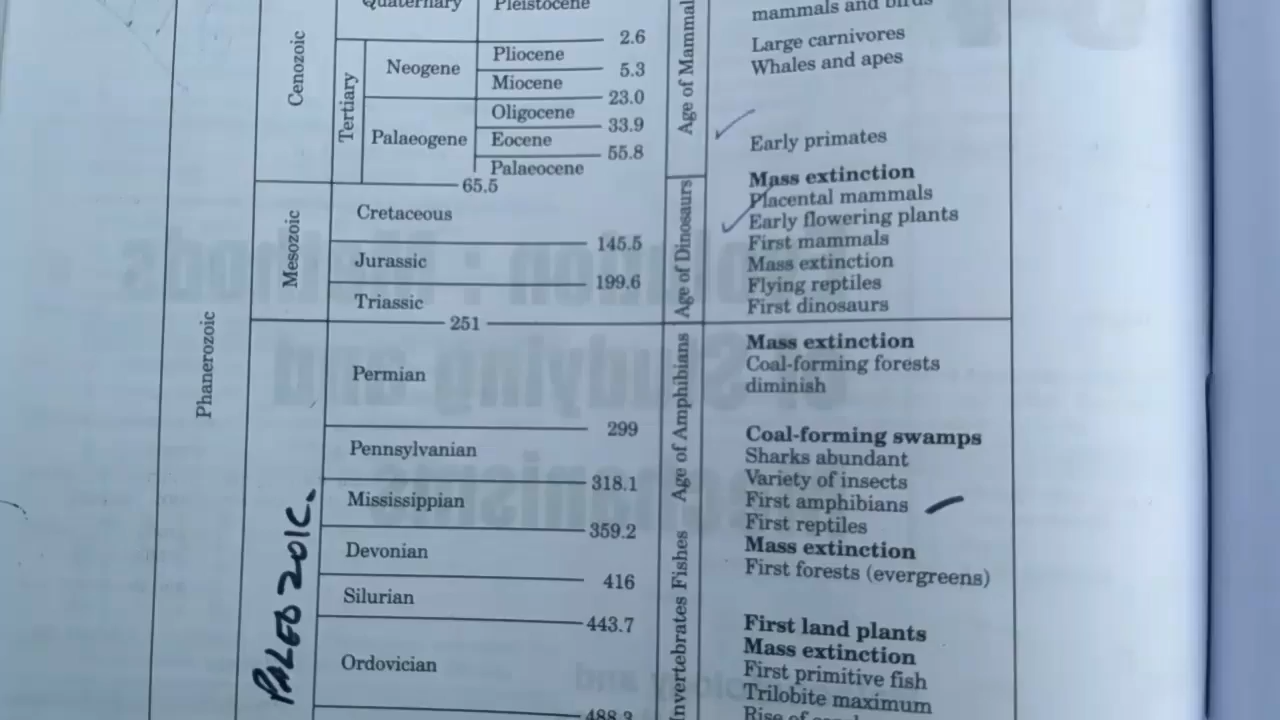 Quaternary
Pleistocene
mammals and birds
2.6
Large carnivores
Pliocene
Cenozoic
Neogene
5.3
Whales and apes
Miocene
23.0
Tertiary
Oligocene
33.9
Age of Mammal
Palaeogene
Eocene
Early primates
55.8
Palaeocene
65.5
Mass extinction
Placental mammals
Cretaceous
Early flowering plants
Mesozoic
145.5
First mammals
Jurassic
Age of Dinosaurs
Mass extinction
199.6
Flying reptiles
Triassic
First dinosaurs
251
Phanerozoic
Mass extinction
Permian
Coal-forming forests
diminish
Age of Amphibians
299
Coal-forming swamps
Pennsylvanian
Sharks abundant
318.1
Variety of insects
Mississippian
First amphibians
359.2
First reptiles
PALEOZOIC.
Devonian
Mass extinction
Fishes
416
First forests (evergreens)
Silurian
443.7
First land plants
Invertebrates
Mass extinction
Ordovician
First primitive fish
Trilobite maximum
488.3
Rise of